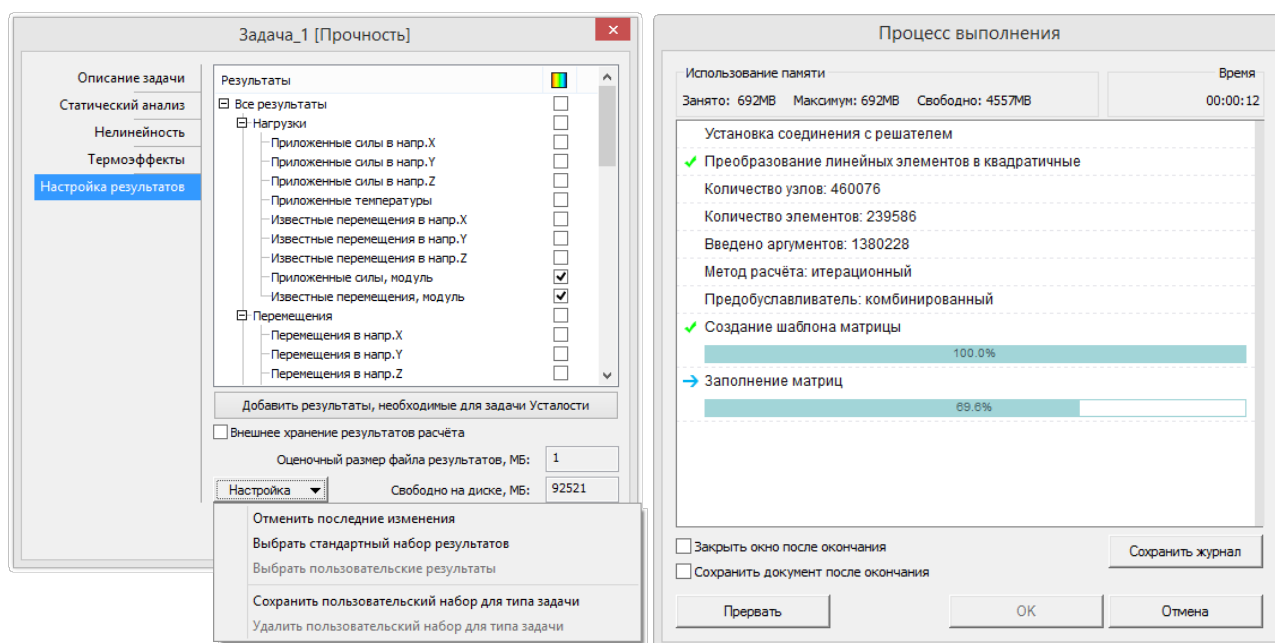 Задача_1 [Прочность]
Описание задачи
Статический анализ
Нелинейность
Термоэффекты
Настройка результатов
Результаты
Все результаты
Нагрузки
Приложенные силы в напр.X
Приложенные силы в напр.Y
Приложенные силы в напр.Z
Приложенные температуры
Известные перемещения в напр.X
Известные перемещения в напр.Y
Известные перемещения в напр.Z
Приложенные силы, модуль
Известные перемещения, модуль
Перемещения
Перемещения в напр.X
Перемещения в напр.Y
Перемещения в напр.Z
Добавить результаты, необходимые для задачи Усталости
Внешнее хранение результатов расчёта
Оценочный размер файла результатов, МБ: 1
Настройка Свободно на диске, МБ: 92521
Отменить последние изменения
Выбрать стандартный набор результатов
Выбрать пользовательские результаты
Сохранить пользовательский набор для типа задачи
Удалить пользовательский набор для типа задачи
Процесс выполнения
Использование памяти Время
Занято: 692MB Максимум: 692MB Свободно: 4557MB 00:00:12
Установка соединения с решателем
Преобразование линейных элементов в квадратичные
Количество узлов: 460076
Количество элементов: 239586
Введено аргументов: 1380228
Метод расчёта: итерационный
Предобуславливатель: комбинированный
Создание шаблона матрицы
100.0%
Заполнение матриц
69.6%
Закрыть окно после окончания
Сохранить журнал
Сохранить документ после окончания
Прервать OK Отмена